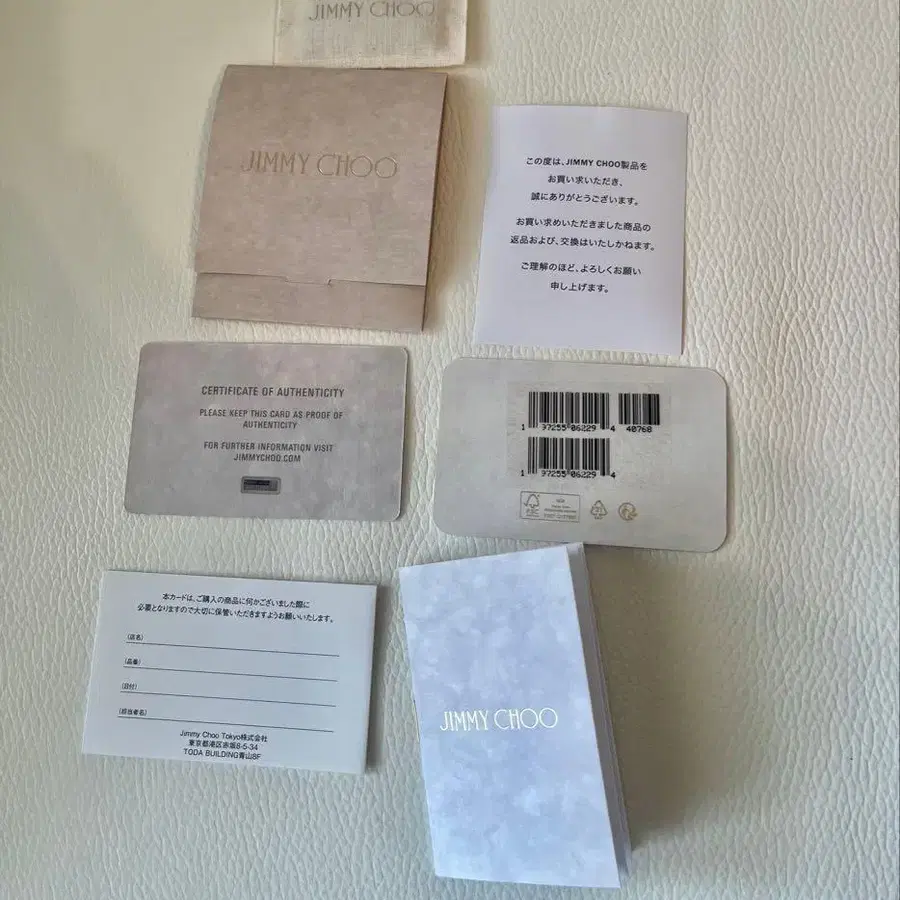 JIMMY CHOO
JIMMY CHOO
この度は、JIMMY CHOO製品を
お買い求いただき、
誠にありがとうございます。
お買い求めいただきました商品の
返品および、交換はいたしかねます。
ご理解のほど、よろしくお願い
申し上げます。
CERTIFICATE OF AUTHENTICITY
PLEASE KEEP THIS CARD AS PROOF OF
AUTHENTICITY
FOR FURTHER INFORMATION VISIT
JIMMYCHOO.COM
1 97255 06229 4 40768
1 97255 06229 4
FSC
本カードは、ご購入の商品に何かございました際に
必要となりますので大切に保管いただきますようお願いいたします。
(店名)
(品番)
(日付)
(担当者名)
Jimmy Choo Tokyo株式会社
東京都港区赤坂8-5-34
TODA BUILDING青山8F
JIMMY CHOO